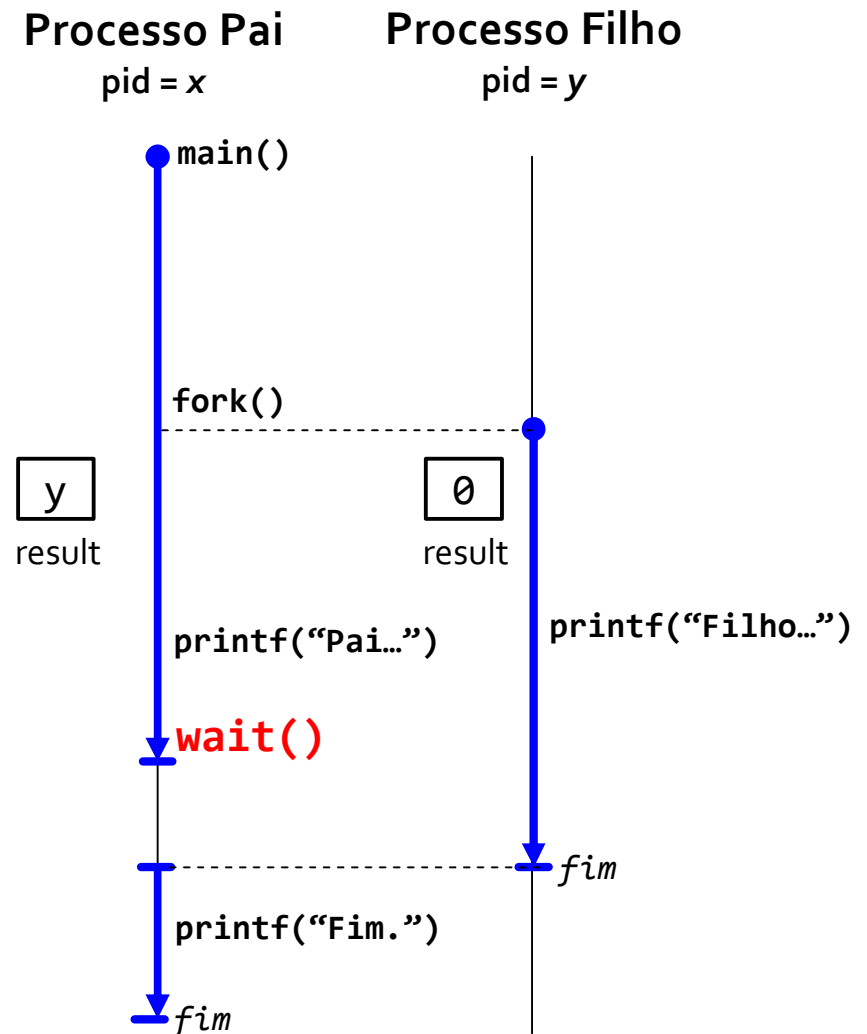 Processo Pai Processo Filho
pid = x pid = y
main()
fork()
y 0
result result
printf(“Pai…”) printf(“Filho…”)
wait()
fim
printf(“Fim.”)
fim